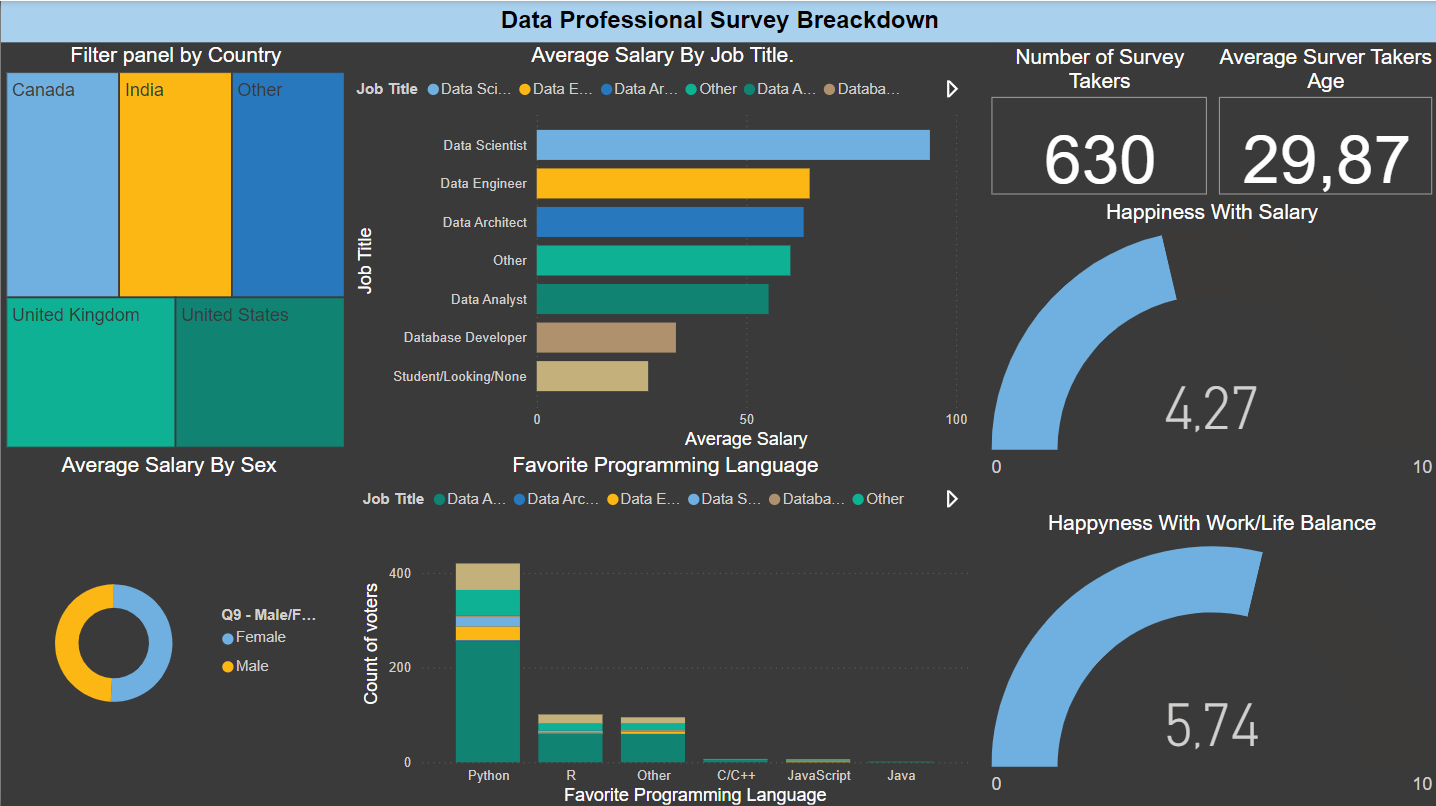 Data Professional Survey Breackdown
Filter panel by Country
Canada
India
Other
United Kingdom
United States
Average Salary By Job Title.
Job Title Data Sci... Data E... Data Ar... Other Data A... Databa...
Job Title
Data Scientist
Data Engineer
Data Architect
Other
Data Analyst
Database Developer
Student/Looking/None
0 50 100
Average Salary
Number of Survey
Takers
630
Average Surver Takers
Age
29,87
Happiness With Salary
4,27
0 10
Average Salary By Sex
Q9 - Male/F...
Female
Male
Favorite Programming Language
Job Title Data A... Data Arc... Data E... Data S... Databa... Other
Count of voters
400
200
0
Python R Other C/C++ JavaScript Java
Favorite Programming Language
Happyness With Work/Life Balance
5,74
0 10